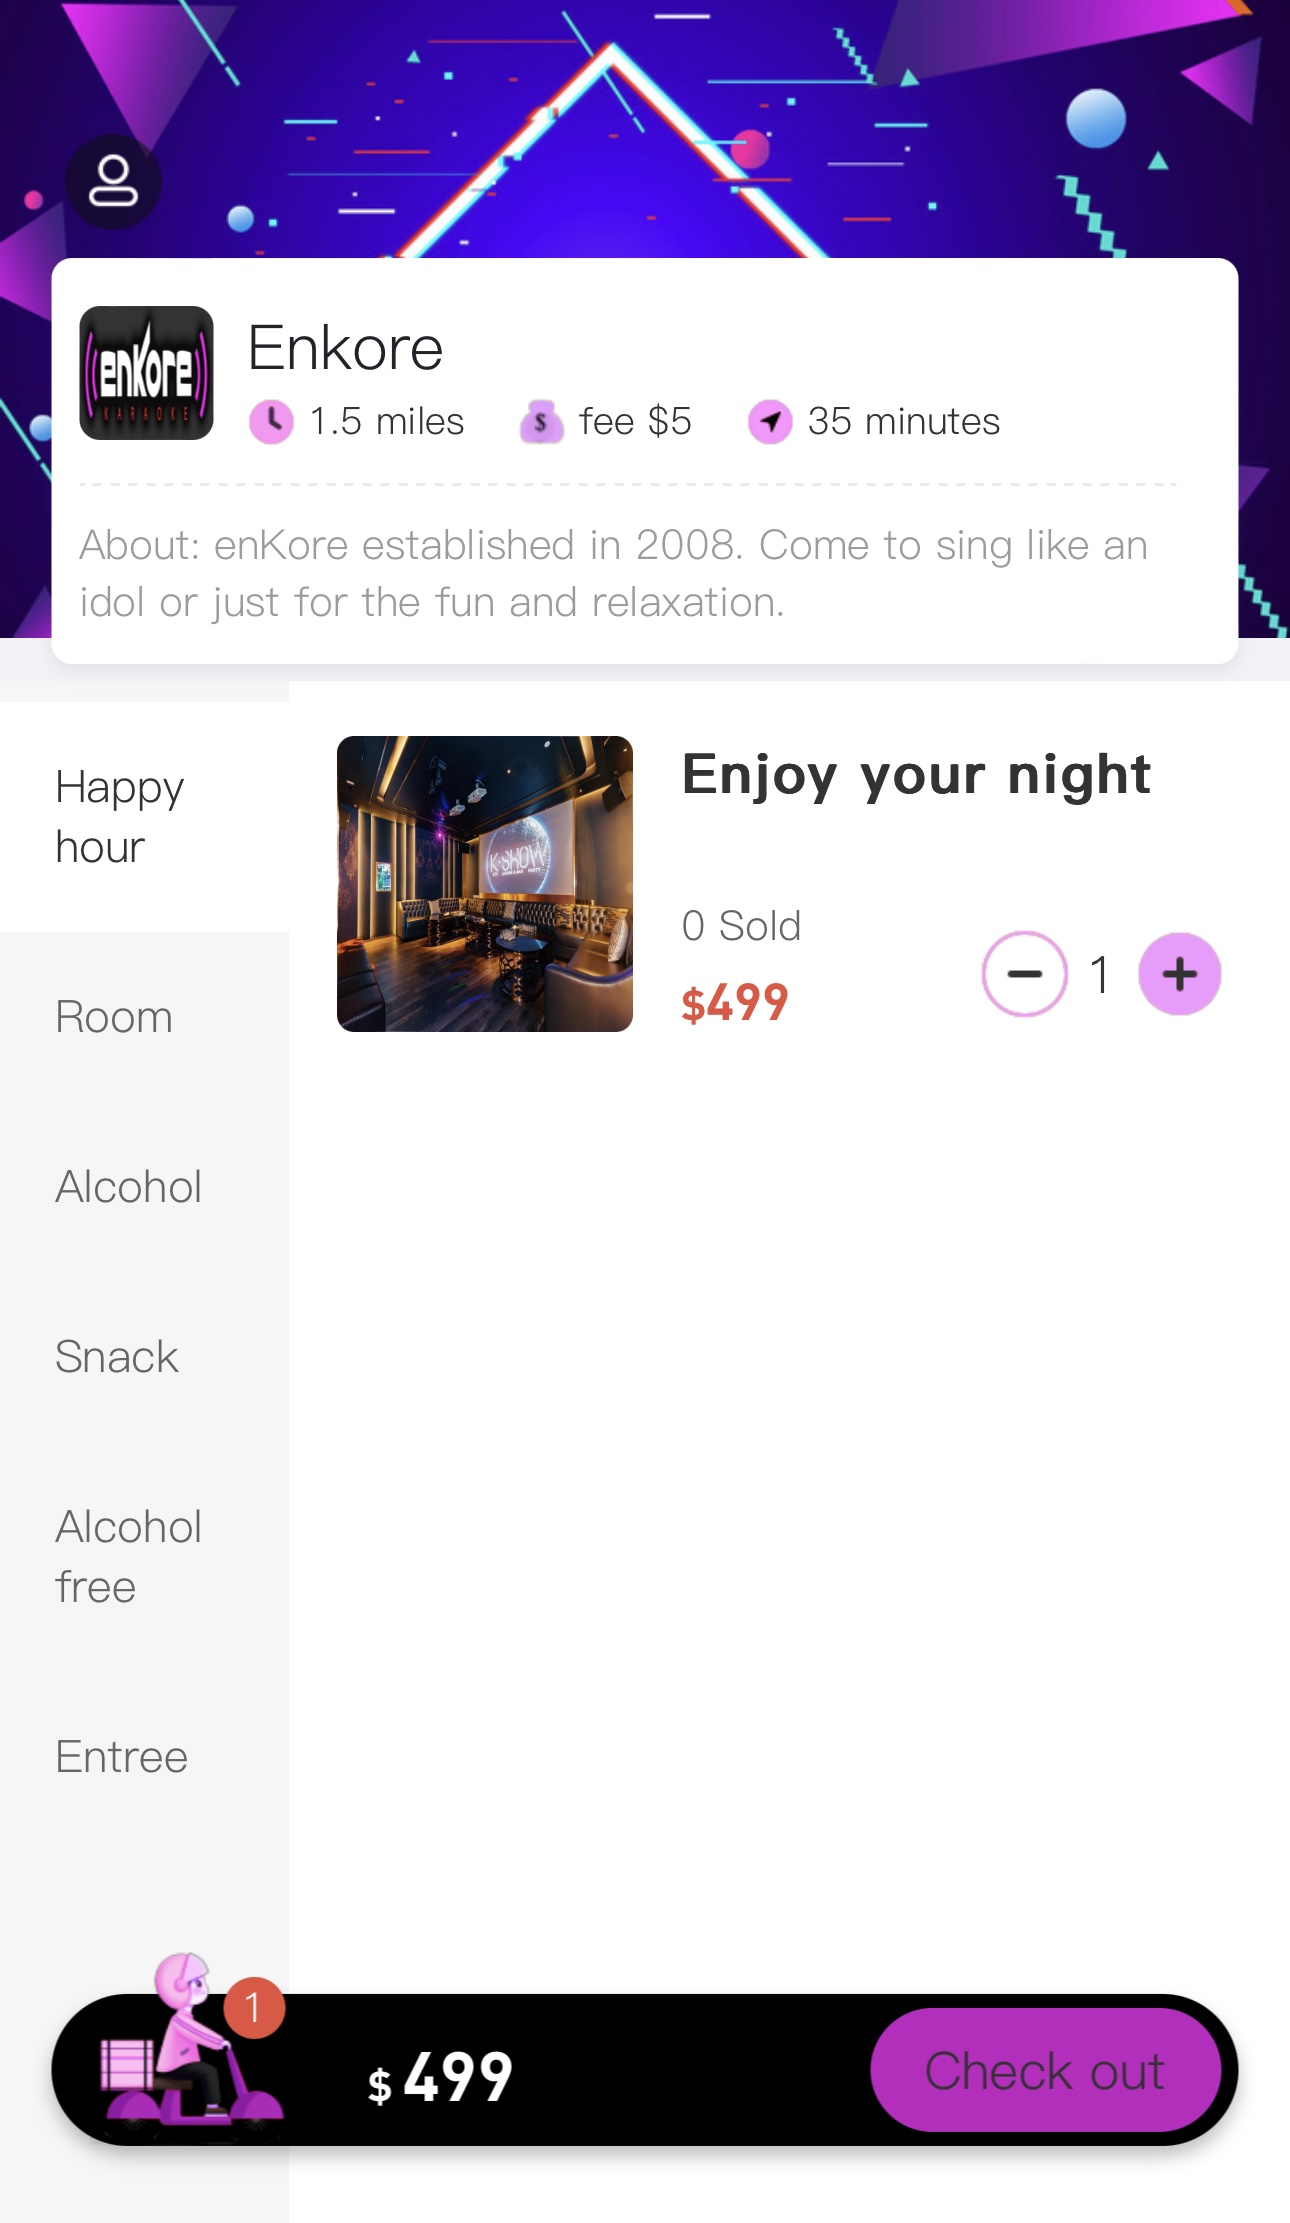 enkore
KARAOKE
Enkore
1.5 miles
fee $5
35 minutes
About: enKore established in 2008. Come to sing like an
idol or just for the fun and relaxation.
Happy
hour
Room
Alcohol
Snack
Alcohol
free
Entree
K·SHOW
Enjoy your night
0 Sold
$499
1
1
$499
Check out